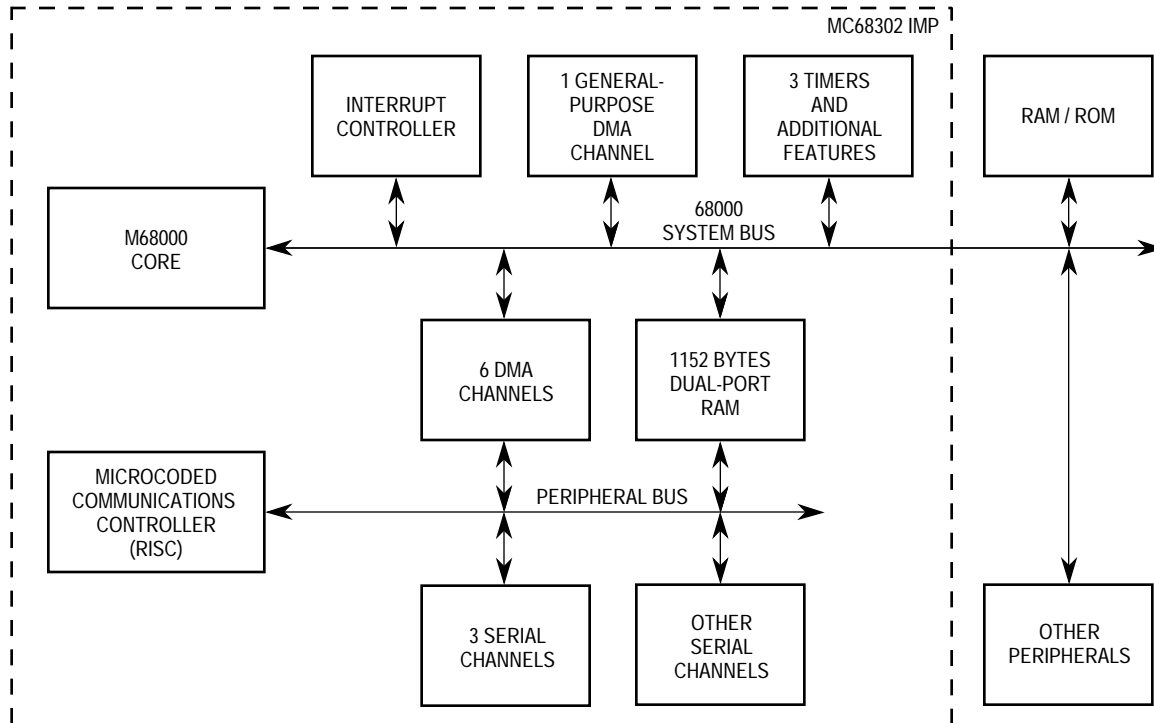 MC68302 IMP
INTERRUPT
CONTROLLER
1 GENERAL-
PURPOSE
DMA
CHANNEL
3 TIMERS
AND
ADDITIONAL
FEATURES
RAM / ROM
M68000
CORE
68000
SYSTEM BUS
6 DMA
CHANNELS
1152 BYTES
DUAL-PORT
RAM
MICROCODED
COMMUNICATIONS
CONTROLLER
(RISC)
PERIPHERAL BUS
3 SERIAL
CHANNELS
OTHER
SERIAL
CHANNELS
OTHER
PERIPHERALS